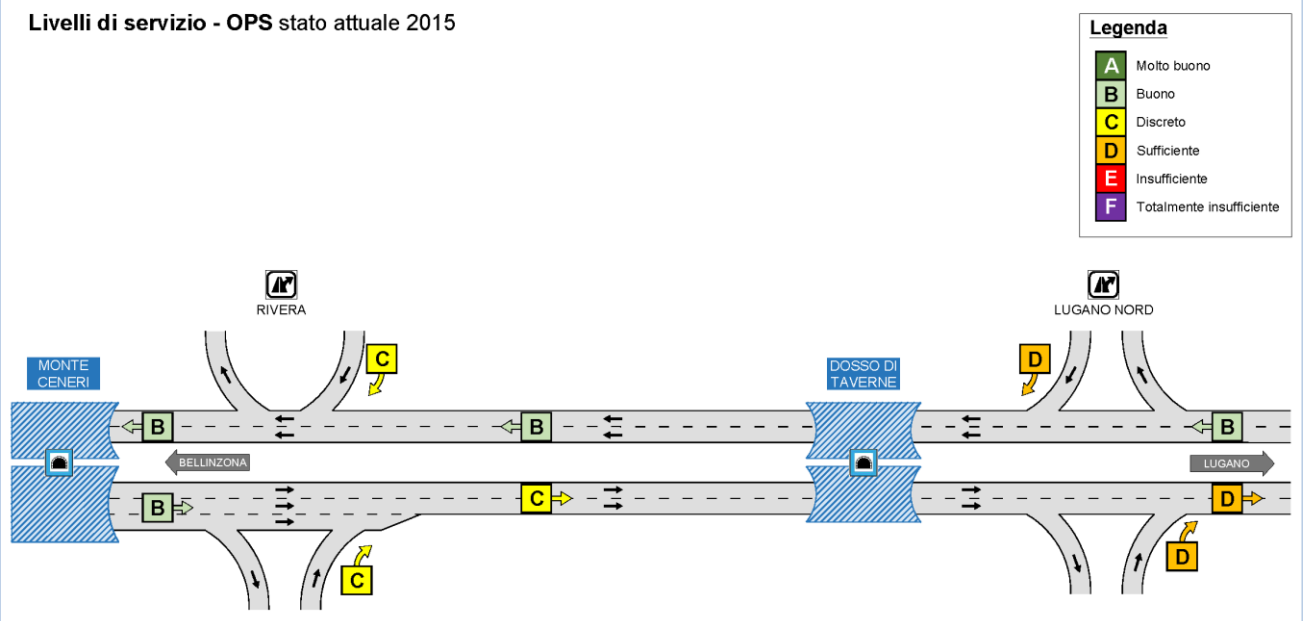 Livelli di servizio - OPS stato attuale 2015
Legenda
A Molto buono
B Buono
C Discreto
D Sufficiente
E Insufficiente
F Totalmente insufficiente
RIVERA
LUGANO NORD
MONTE
CENERI
C
DOSSO DI
TAVERNE
D
B
B
B
BELLINZONA
LUGANO
B
C
D
C
D